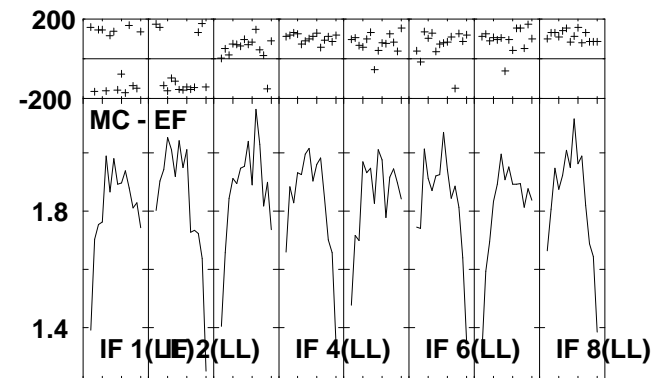 200
-200
MC - EF
1.8
1.4
IF 1(LL)
IF 2(LL)
IF 4(LL)
IF 6(LL)
IF 8(LL)